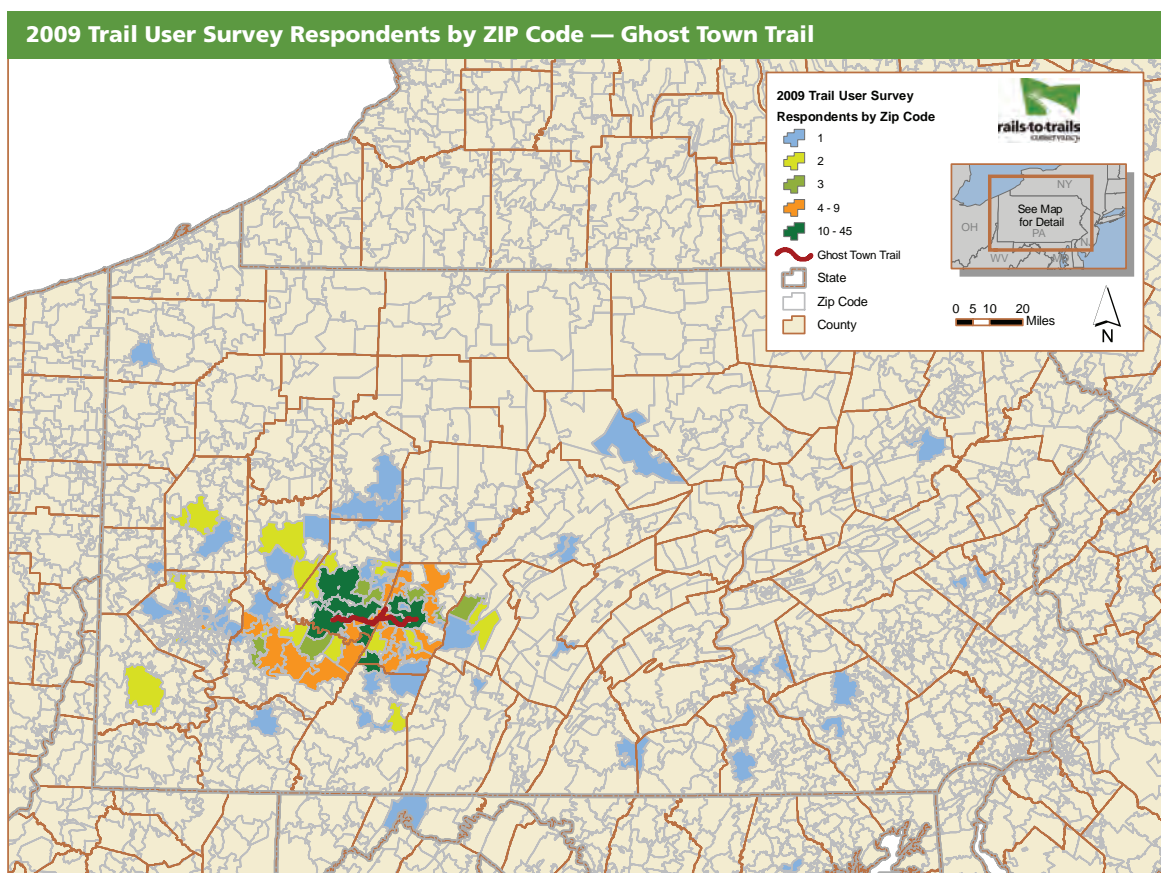 2009 Trail User Survey Respondents by ZIP Code — Ghost Town Trail
2009 Trail User Survey
Respondents by Zip Code
1
2
3
4 - 9
10 - 45
Ghost Town Trail
State
Zip Code
County
rails-to-trails
conservancy
NY
See Map
for Detail
OH
PA
WV
0 5 10 20
Miles
N